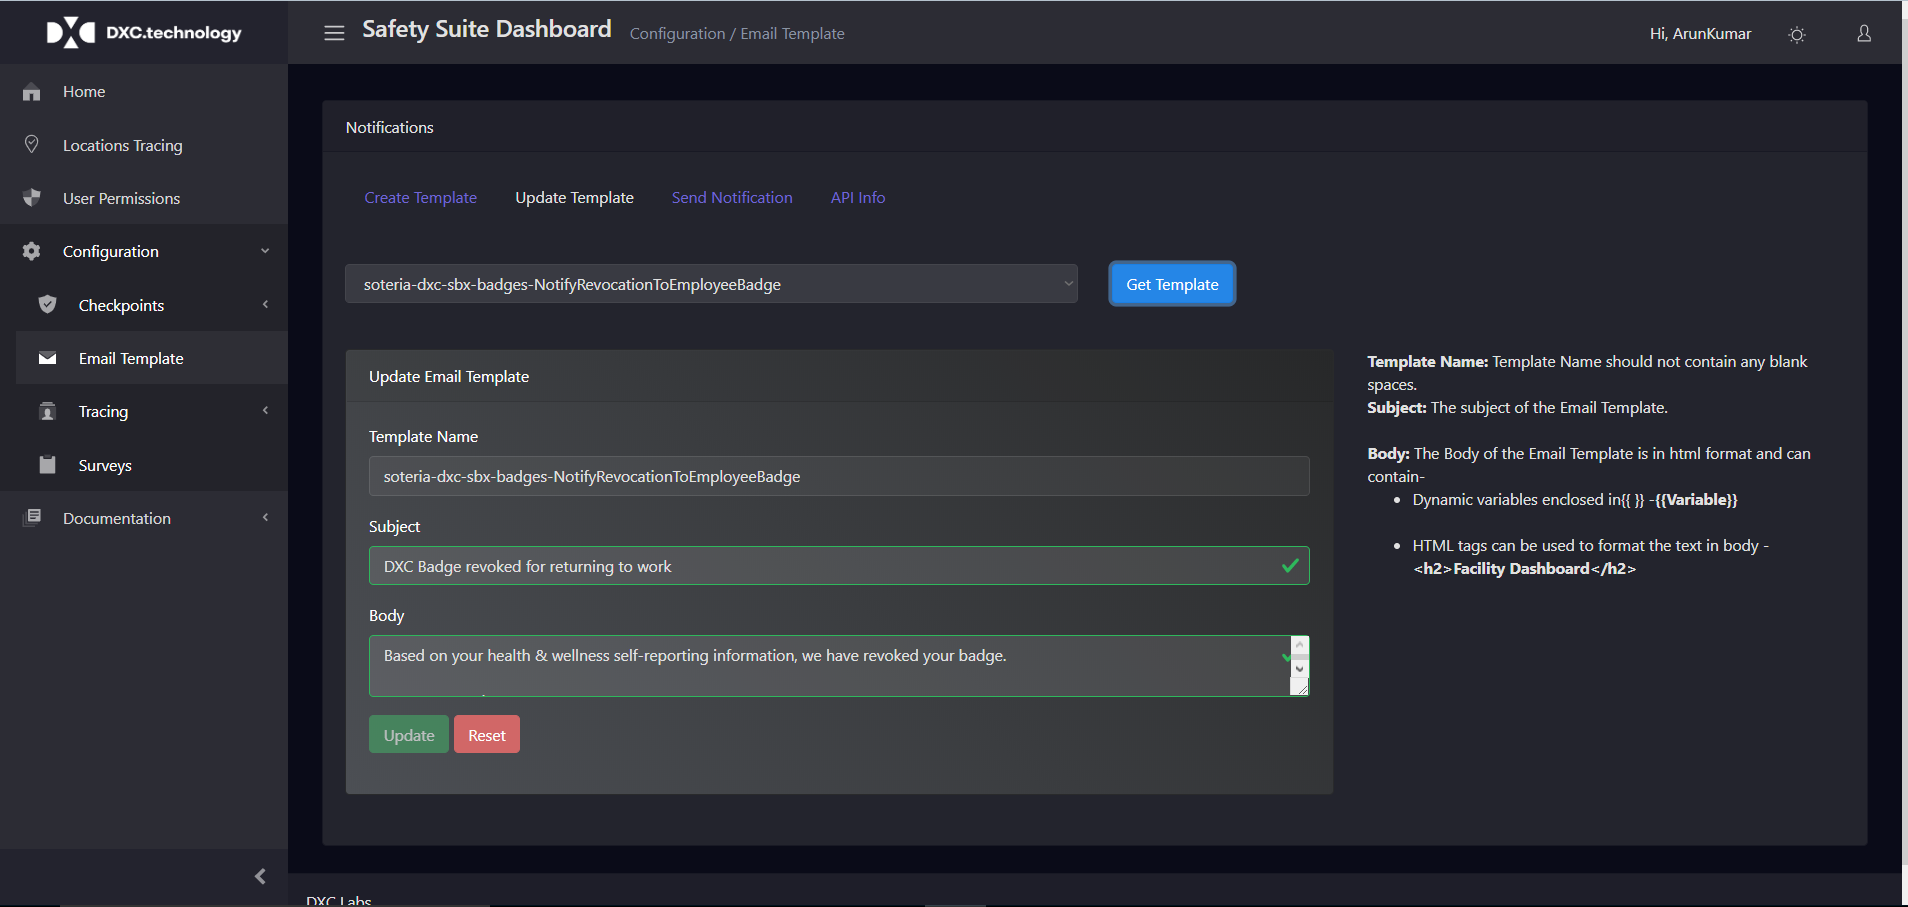 DXC.technology
Safety Suite Dashboard
Configuration / Email Template
Hi, ArunKumar
Home
Locations Tracing
User Permissions
Configuration
Checkpoints
Email Template
Tracing
Surveys
Documentation
Notifications
Create Template
Update Template
Send Notification
API Info
soteria-dxc-sbx-badges-NotifyRevocationToEmployeeBadge
Get Template
Update Email Template
Template Name
soteria-dxc-sbx-badges-NotifyRevocationToEmployeeBadge
Subject
DXC Badge revoked for returning to work
Body
Based on your health & wellness self-reporting information, we have revoked your badge.
Update
Reset
Template Name: Template Name should not contain any blank
spaces.
Subject: The subject of the Email Template.
Body: The Body of the Email Template is in html format and can
contain-
• Dynamic variables enclosed in{{ }} -{{Variable}}
• HTML tags can be used to format the text in body -
<h2>Facility Dashboard</h2>
DXC Labs